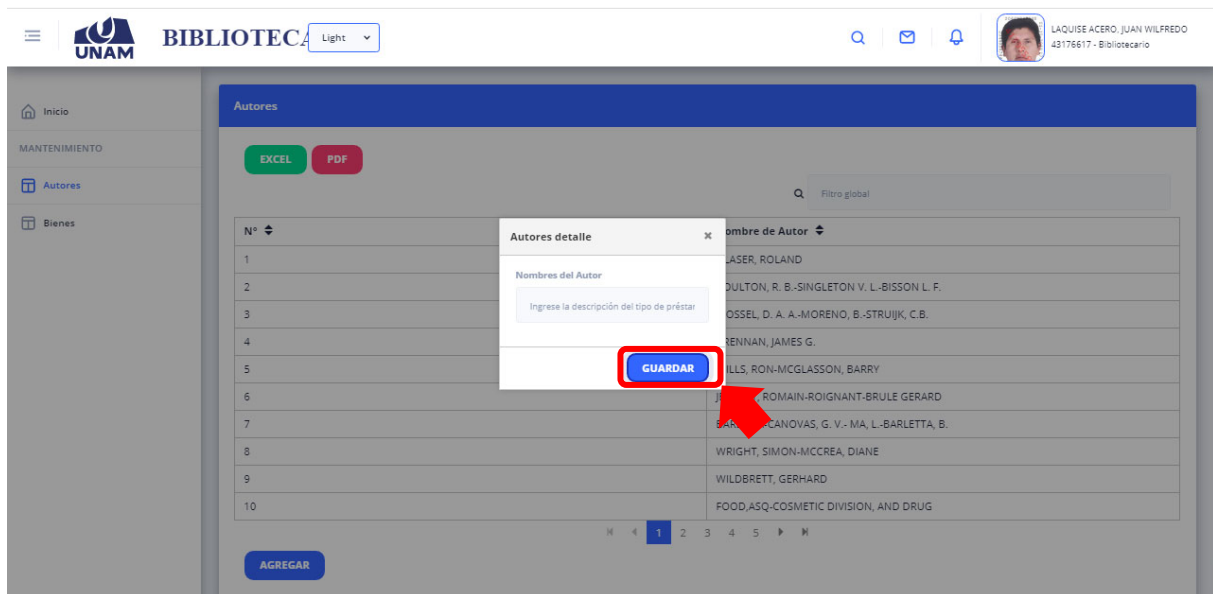 UNAM
BIBLIOTECA
Light
LAQUISE ACERO, JUAN WILFREDO
43176617 - Bibliotecario
Inicio
MANTENIMIENTO
Autores
Bienes
Autores
EXCEL
PDF
Filtro global
N° ombre de Autor
1 LASER, ROLAND
2 OULTON, R. B.-SINGLETON V. L.-BISSON L. F.
3 OSSEL, D. A. A.-MORENO, B.-STRUIJK, C.B.
4 RENNAN, JAMES G.
5 ILLS, RON-MCGLASSON, BARRY
6 ROMAIN-ROIGNANT-BRULE GERARD
7 CANOVAS, G. V.- MA, L.-BARLETTA, B.
8 WRIGHT, SIMON-MCCREA, DIANE
9 WILDBRETT, GERHARD
10 FOOD,ASQ-COSMETIC DIVISION, AND DRUG
Autores detalle
Nombres del Autor
Ingrese la descripción del tipo de préstar
GUARDAR
1 2 3 4 5
AGREGAR